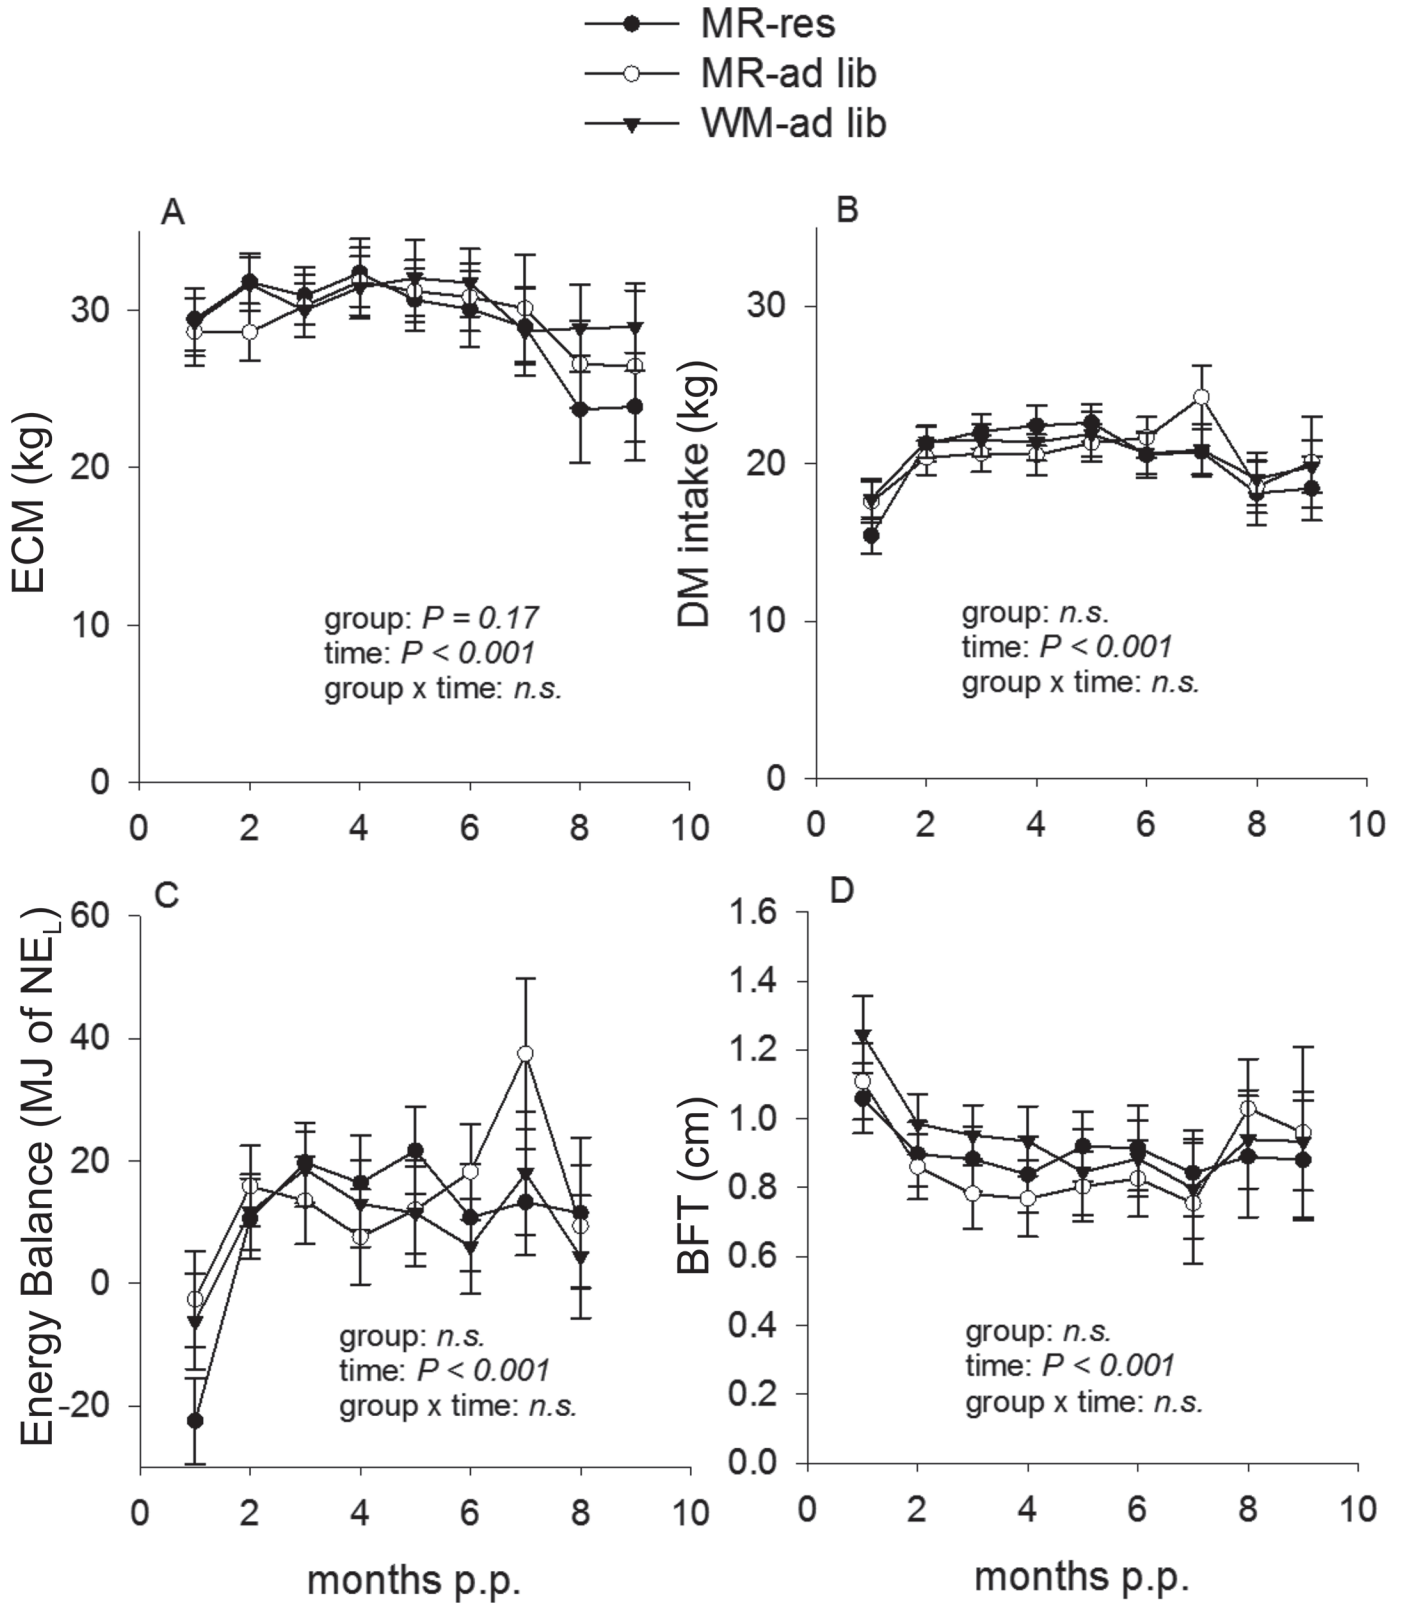 MR-res
MR-ad lib
WM-ad lib
A
ECM (kg)
30
20
10
0
group: P = 0.17
time: P < 0.001
group x time: n.s.
0 2 4 6 8 10
B
DM intake (kg)
30
20
10
0
group: n.s.
time: P < 0.001
group x time: n.s.
0 2 4 6 8 10
C
Energy Balance (MJ of NEL)
60
40
20
0
-20
group: n.s.
time: P < 0.001
group x time: n.s.
0 2 4 6 8 10
months p.p.
D
BFT (cm)
1.6
1.4
1.2
1.0
0.8
0.6
0.4
0.2
0.0
group: n.s.
time: P < 0.001
group x time: n.s.
0 2 4 6 8 10
months p.p.